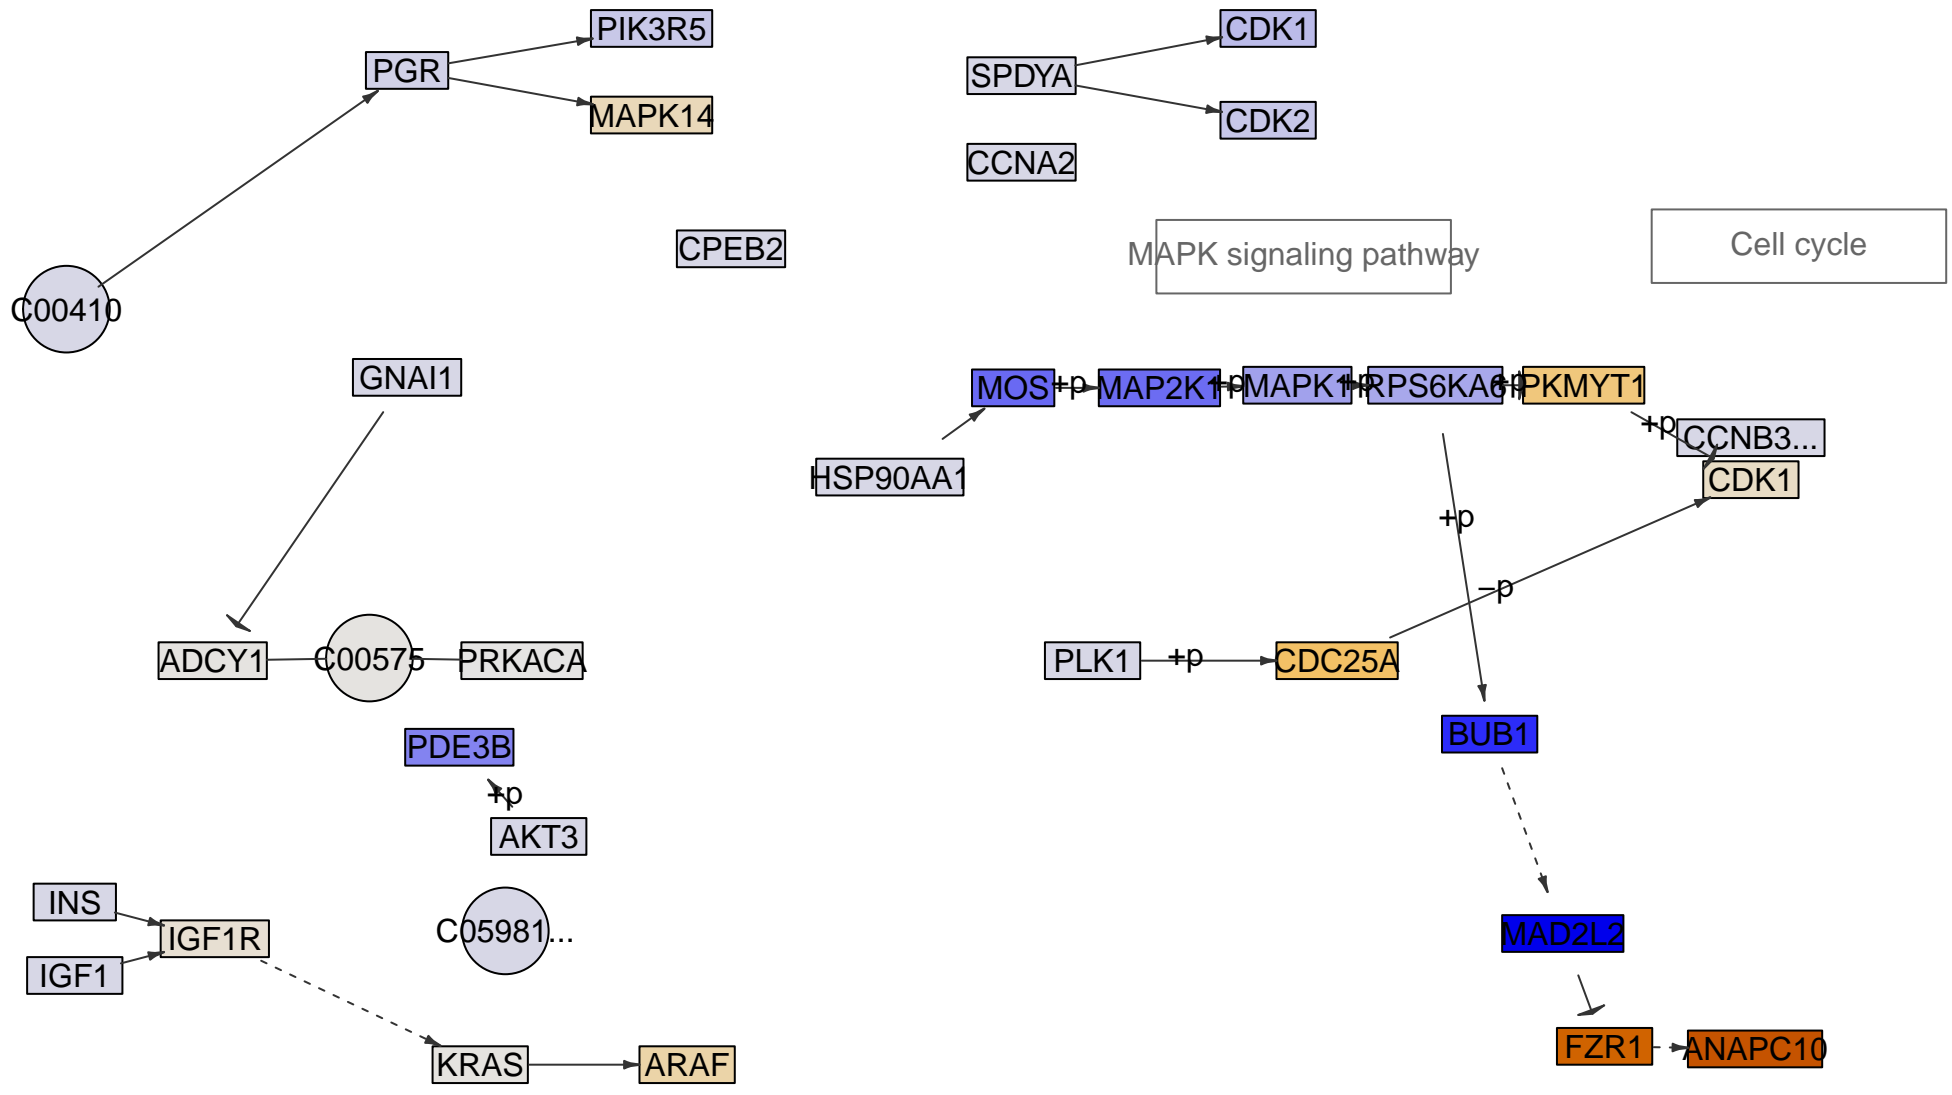 PIK3R5
CDK1
PGR
SPDYA
MAPK14
CDK2
CCNA2
CPEB2
MAPK signaling pathway
Cell cycle
C00410
GNAI1
MOS
+p
MAP2K1
+p
MAPK1
+p
RPS6KA6
+p
PKMYT1
+p
CCNB3...
HSP90AA1
CDK1
+p
−p
ADCY1
C00575
PRKACA
PLK1
+p
CDC25A
PDE3B
BUB1
+p
AKT3
INS
C05981...
MAD2L2
IGF1R
IGF1
KRAS
ARAF
FZR1
ANAPC10